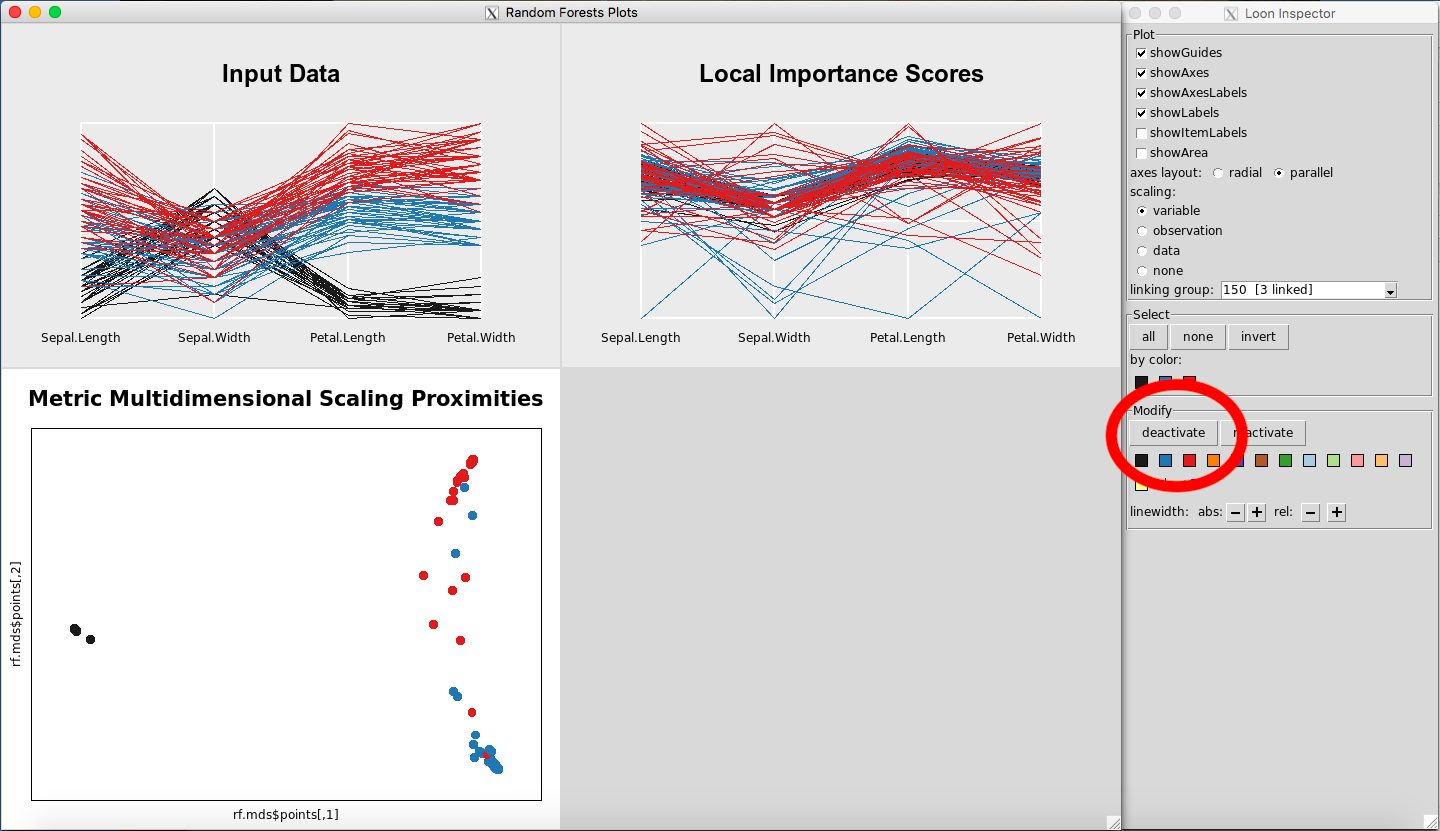 Random Forests Plots
Input Data
Sepal.Length Sepal.Width Petal.Length Petal.Width
Local Importance Scores
Sepal.Length Sepal.Width Petal.Length Petal.Width
Metric Multidimensional Scaling Proximities
rf.mds$points[,2]
rf.mds$points[,1]
Loon Inspector
Plot
showGuides
showAxes
showAxesLabels
showLabels
showItemLabels
showArea
axes layout: radial parallel
scaling:
variable
observation
data
none
linking group: 150 [3 linked]
Select
all none invert
by color:
Modify
deactivate
linewidth: abs: − + rel: − +